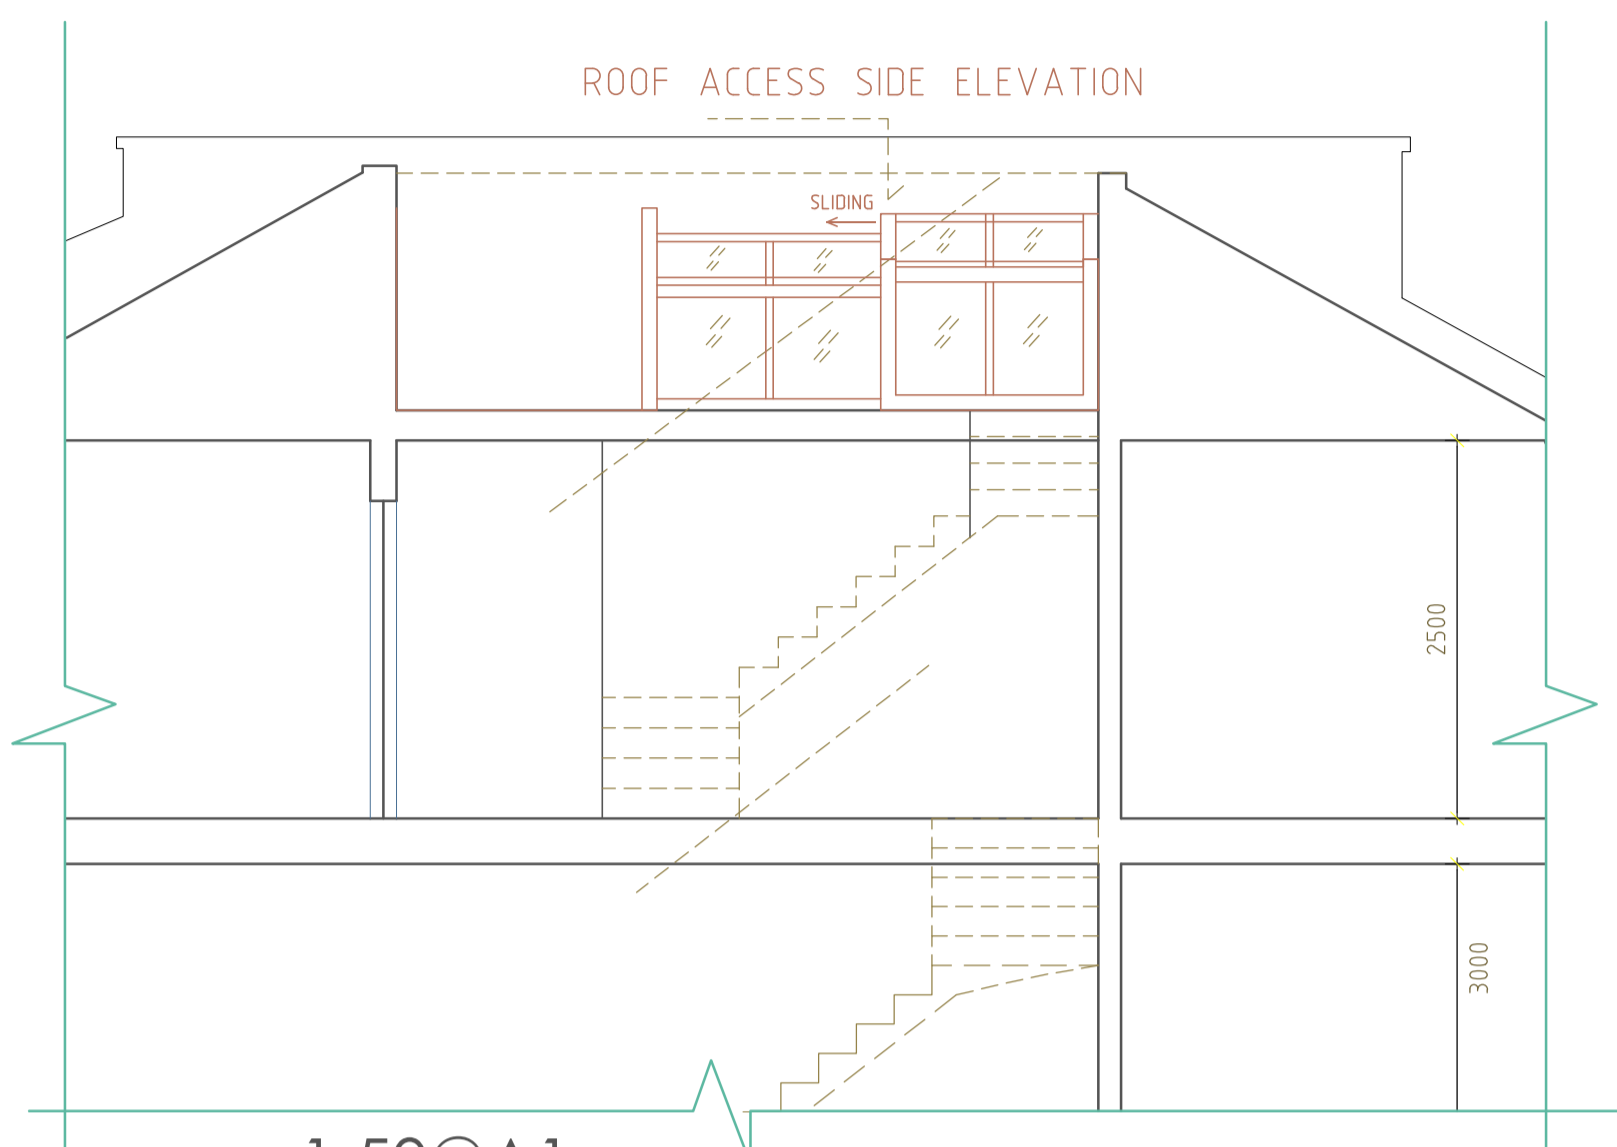 ROOF ACCESS SIDE ELEVATION
SLIDING
2500
3000